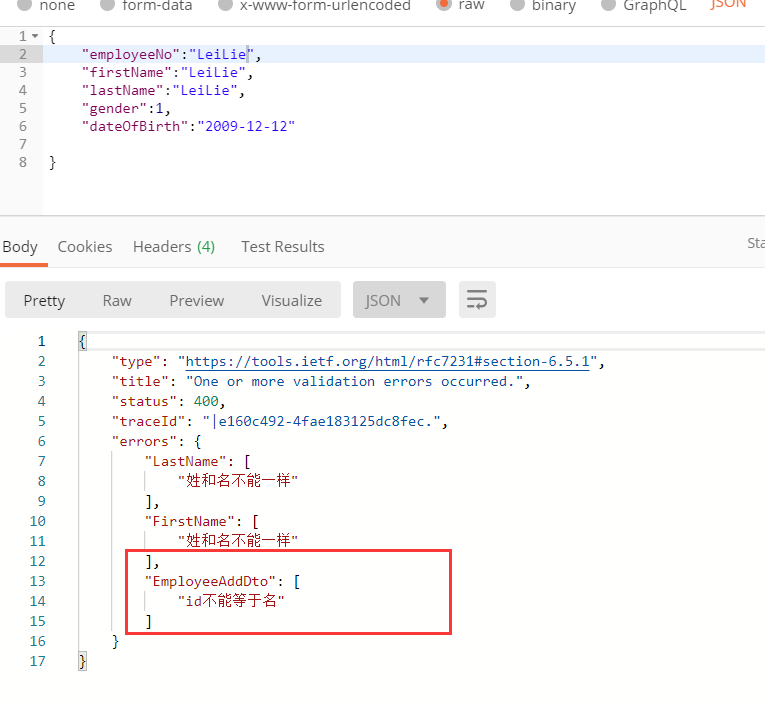 none form-data x-www-form-urlencoded raw binary GraphQL JSON
1 {
2 "employeeNo":"LeiLie",
3 "firstName":"LeiLie",
4 "lastName":"LeiLie",
5 "gender":1,
6 "dateOfBirth":"2009-12-12"
7
8 }
Body Cookies Headers (4) Test Results Sta
Pretty Raw Preview Visualize JSON
1 {
2 "type": "https://tools.ietf.org/html/rfc7231#section-6.5.1",
3 "title": "One or more validation errors occurred.",
4 "status": 400,
5 "traceId": "|e160c492-4fae183125dc8fec.",
6 "errors": {
7 "LastName": [
8 "姓和名不能一样"
9 ],
10 "FirstName": [
11 "姓和名不能一样"
12 ],
13 "EmployeeAddDto": [
14 "id不能等于名"
15 ]
16 }
17 }